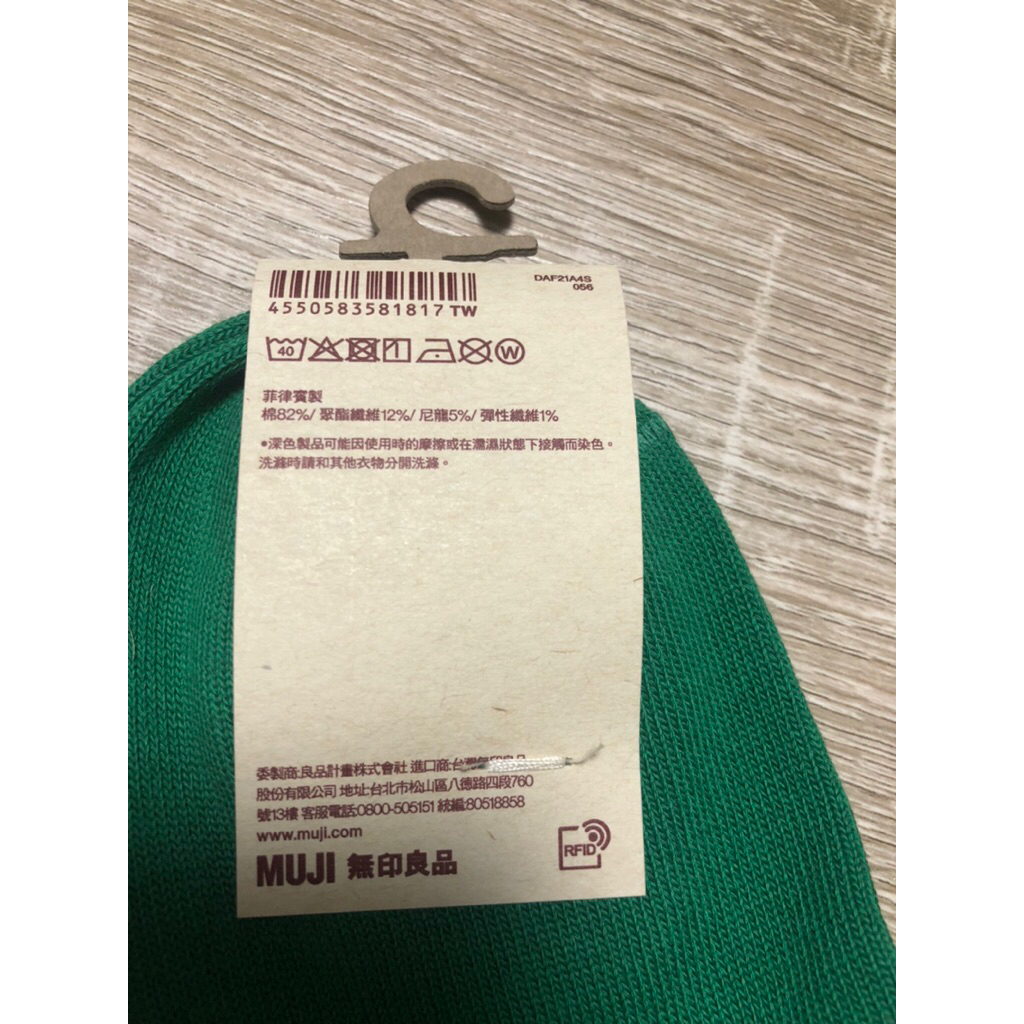 DAF21A4S
056
4550583581817 TW
40 W
菲律賓製
棉82%/ 聚酯纖維12%/ 尼龍5%/ 彈性纖維1%
•深色製品可能因使用時的摩擦或在濡濕狀態下接觸而染色。
洗滌時請和其他衣物分開洗滌。
委製商:良品計畫株式會社 進口商:台灣無印良品
股份有限公司 地址:台北市松山區八德路四段760
號13樓 客服電話:0800-505151 統編:80518858
www.muji.com
MUJI 無印良品
RFID